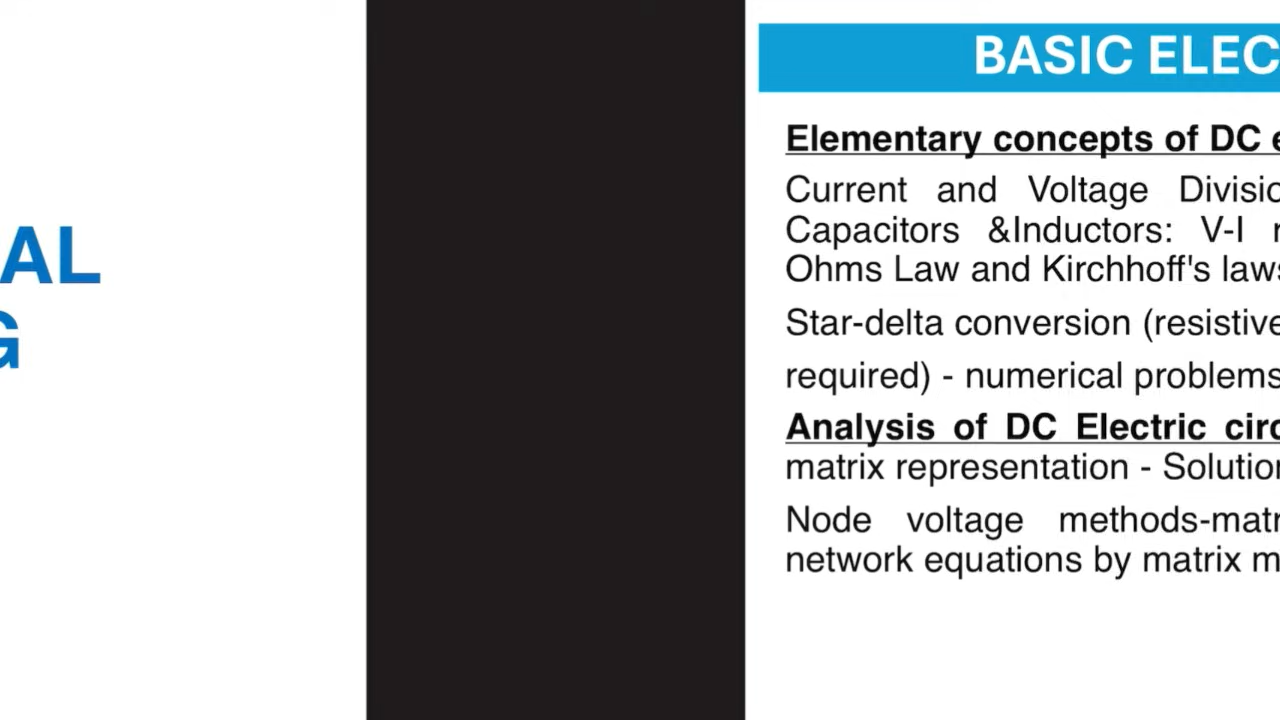 AL
G
BASIC ELEC
Elementary concepts of DC e
Current and Voltage Divisio
Capacitors &Inductors: V-I r
Ohms Law and Kirchhoff's laws
Star-delta conversion (resistive
required) - numerical problems
Analysis of DC Electric circ
matrix representation - Solution
Node voltage methods-matr
network equations by matrix m